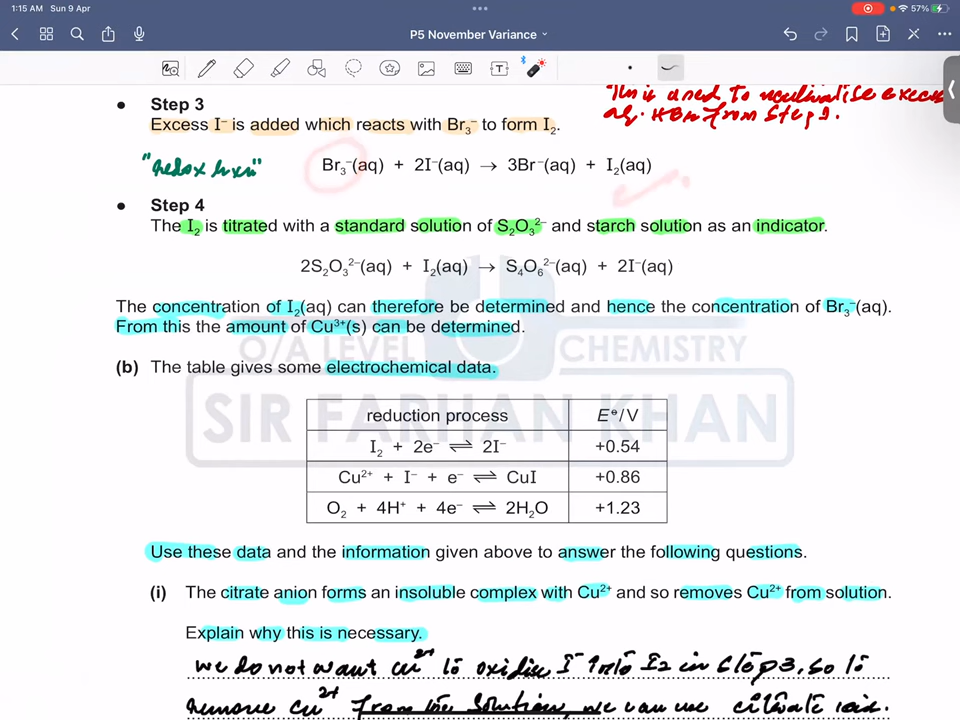 1:15 AM Sun 9 Apr
57%
P5 November Variance
This is used to neutralise excess
aq. HBr from Step 1.
• Step 3
Excess I⁻ is added which reacts with Br₃⁻ to form I₂.
"Redox rxn"
Br₃⁻(aq) + 2I⁻(aq) → 3Br⁻(aq) + I₂(aq)
• Step 4
The I₂ is titrated with a standard solution of S₂O₃²⁻ and starch solution as an indicator.
2S₂O₃²⁻(aq) + I₂(aq) → S₄O₆²⁻(aq) + 2I⁻(aq)
The concentration of I₂(aq) can therefore be determined and hence the concentration of Br₃⁻(aq).
From this the amount of Cu³⁺(s) can be determined.
O/A LEVEL CHEMISTRY
SIR FARHAN KHAN
(b) The table gives some electrochemical data.
reduction process E⦵/V
I₂ + 2e⁻ ⇌ 2I⁻ +0.54
Cu²⁺ + I⁻ + e⁻ ⇌ CuI +0.86
O₂ + 4H⁺ + 4e⁻ ⇌ 2H₂O +1.23
Use these data and the information given above to answer the following questions.
(i) The citrate anion forms an insoluble complex with Cu²⁺ and so removes Cu²⁺ from solution.
Explain why this is necessary.
we do not want Cu²⁺ to oxidise I⁻ into I₂ in Step 3, so to
remove Cu²⁺ from the solution, we can use citrate ion.